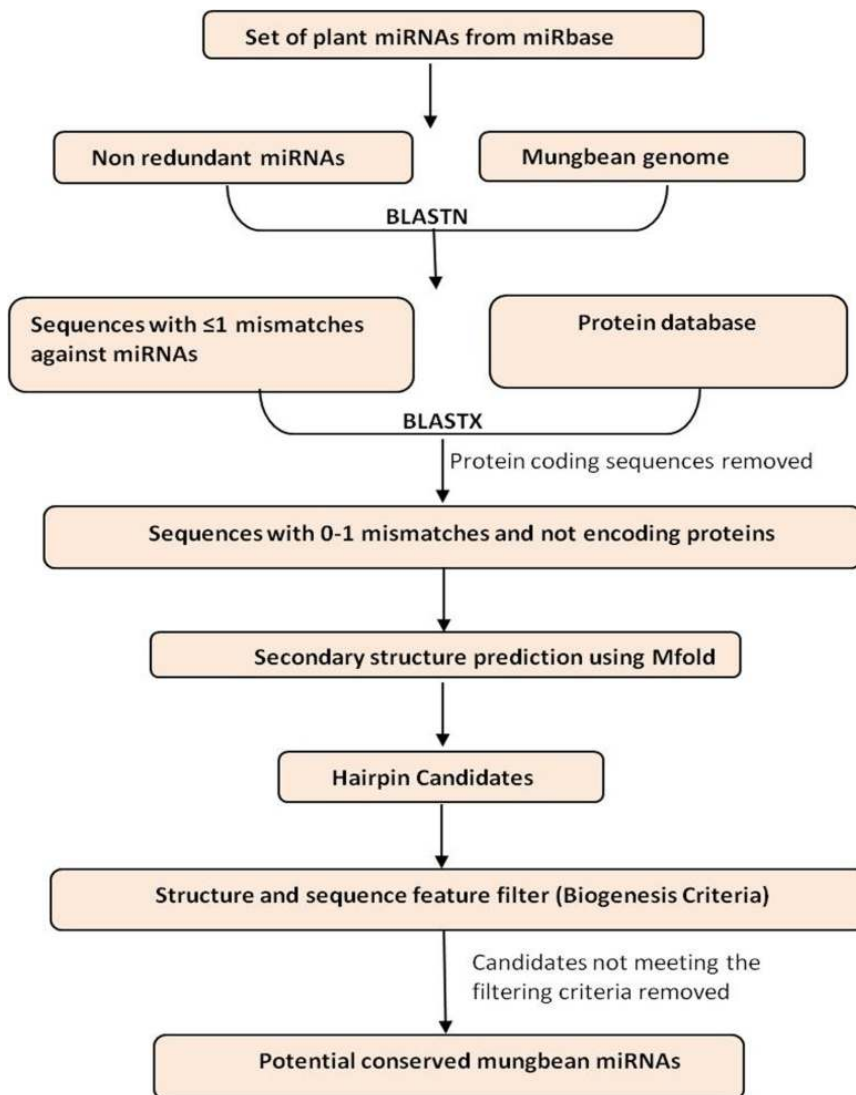 Set of plant miRNAs from miRbase
Non redundant miRNAs
Mungbean genome
BLASTN
Sequences with ≤1 mismatches
against miRNAs
Protein database
BLASTX
Protein coding sequences removed
Sequences with 0-1 mismatches and not encoding proteins
Secondary structure prediction using Mfold
Hairpin Candidates
Structure and sequence feature filter (Biogenesis Criteria)
Candidates not meeting the
filtering criteria removed
Potential conserved mungbean miRNAs